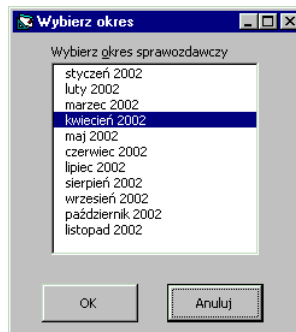 Wybierz okres
Wybierz okres sprawozdawczy
styczeń 2002
luty 2002
marzec 2002
kwiecień 2002
maj 2002
czerwiec 2002
lipiec 2002
sierpień 2002
wrzesień 2002
październik 2002
listopad 2002
OK
Anuluj